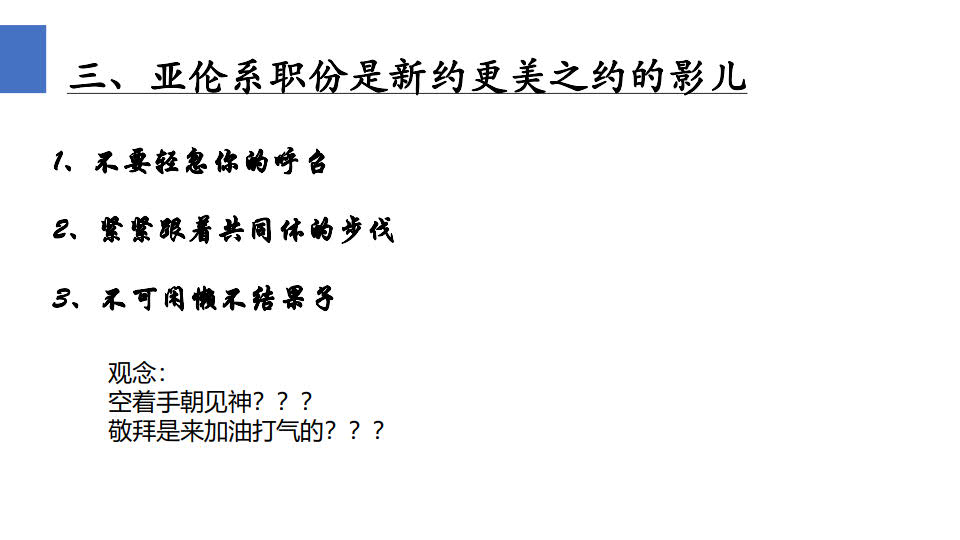 三、亚伦系职份是新约更美之约的影儿
1、不要轻忽你的呼召
2、紧紧跟着共同体的步伐
3、不可闲懒不结果子
观念：
空着手朝见神？？？
敬拜是来加油打气的？？？